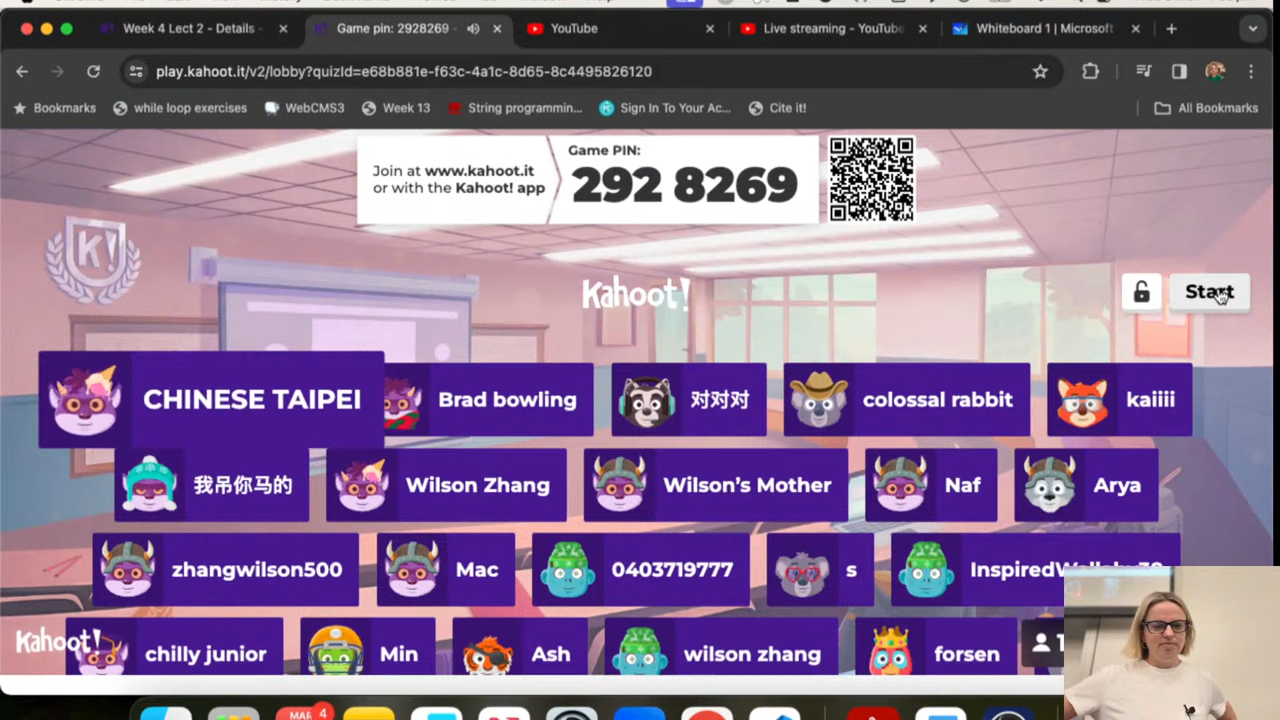 Week 4 Lect 2 - Details -
Game pin: 2928269 -
YouTube
Live streaming - YouTube
Whiteboard 1 | Microsoft
play.kahoot.it/v2/lobby?quizId=e68b881e-f63c-4a1c-8d65-8c4495826120
Bookmarks
while loop exercises
WebCMS3
Week 13
String programmin...
Sign In To Your Ac...
Cite it!
All Bookmarks
Join at www.kahoot.it
or with the Kahoot! app
Game PIN:
292 8269
K!
Kahoot!
Start
CHINESE TAIPEI
Brad bowling
对对对
colossal rabbit
kaiiii
我吊你马的
Wilson Zhang
Wilson's Mother
Naf
Arya
zhangwilson500
Mac
0403719777
s
Kahoot!
chilly junior
Min
Ash
wilson zhang
forsen
MAR
4